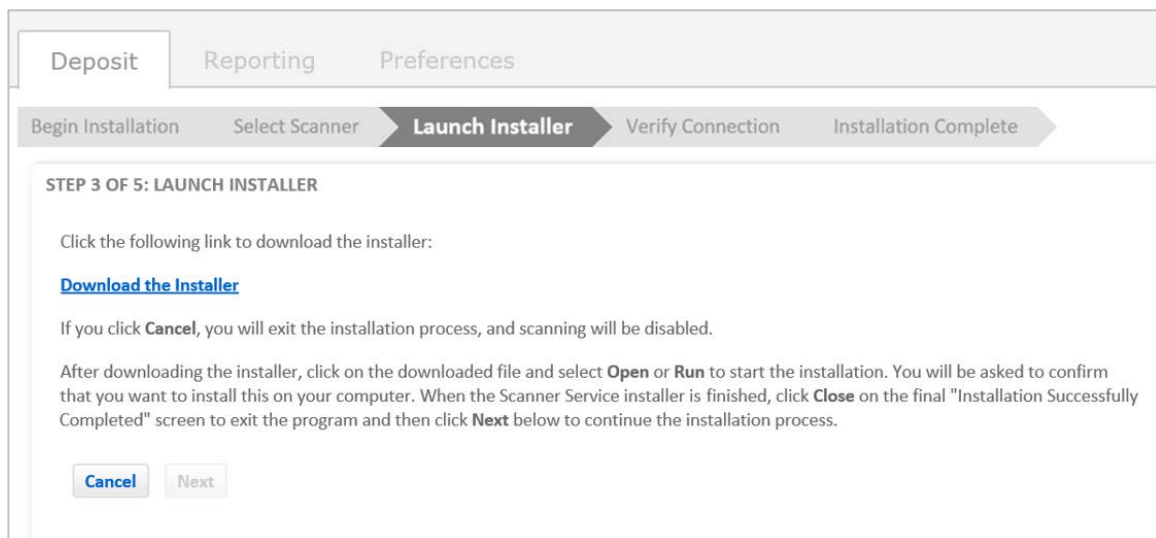 Deposit Reporting Preferences
Begin Installation Select Scanner Launch Installer Verify Connection Installation Complete
STEP 3 OF 5: LAUNCH INSTALLER
Click the following link to download the installer:
Download the Installer
If you click Cancel, you will exit the installation process, and scanning will be disabled.
After downloading the installer, click on the downloaded file and select Open or Run to start the installation. You will be asked to confirm
that you want to install this on your computer. When the Scanner Service installer is finished, click Close on the final "Installation Successfully
Completed" screen to exit the program and then click Next below to continue the installation process.
Cancel Next